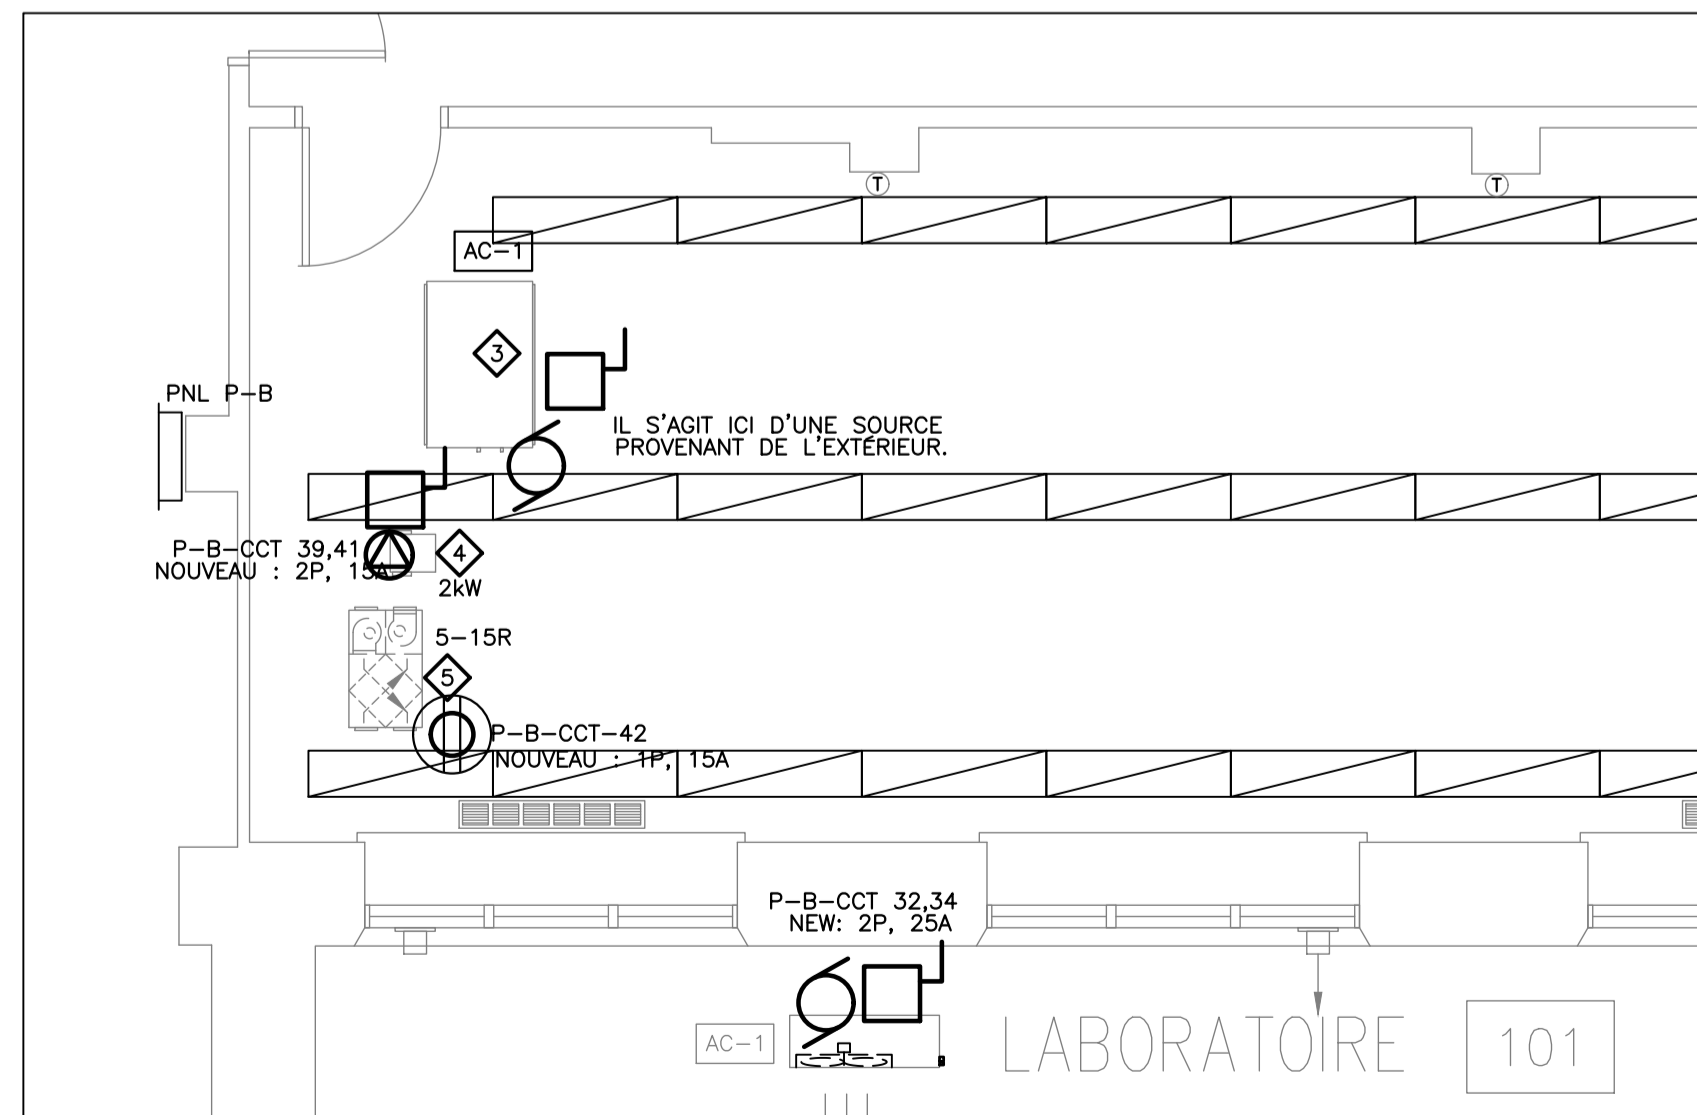 T
T
AC-1
3
PNL P-B
IL S'AGIT ICI D'UNE SOURCE
PROVENANT DE L'EXTÉRIEUR.
P-B-CCT 39,41
NOUVEAU : 2P, 15A
4
2kW
5-15R
5
P-B-CCT-42
NOUVEAU : 1P, 15A
P-B-CCT 32,34
NEW: 2P, 25A
AC-1
LABORATOIRE
101